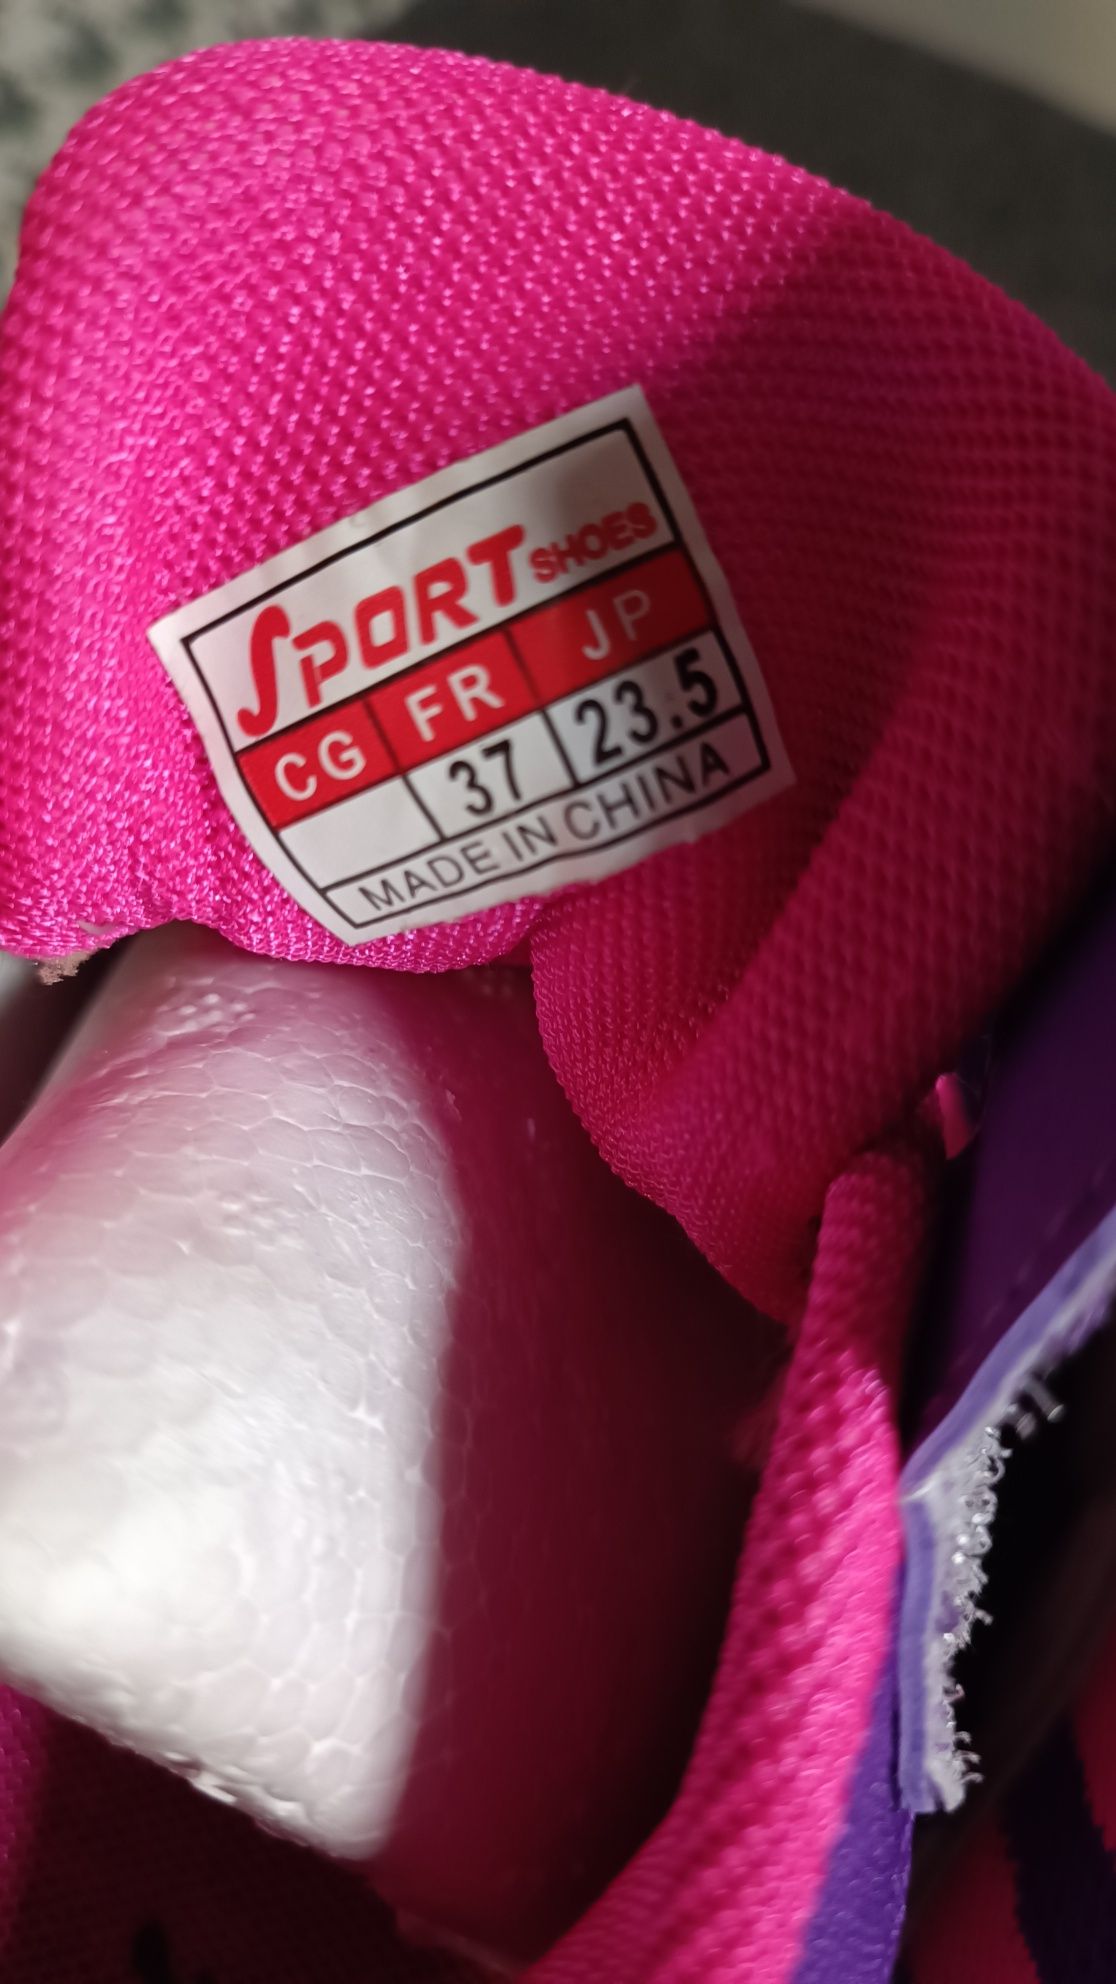 SPORT SHOES
CG FR JP
37 23.5
MADE IN CHINA